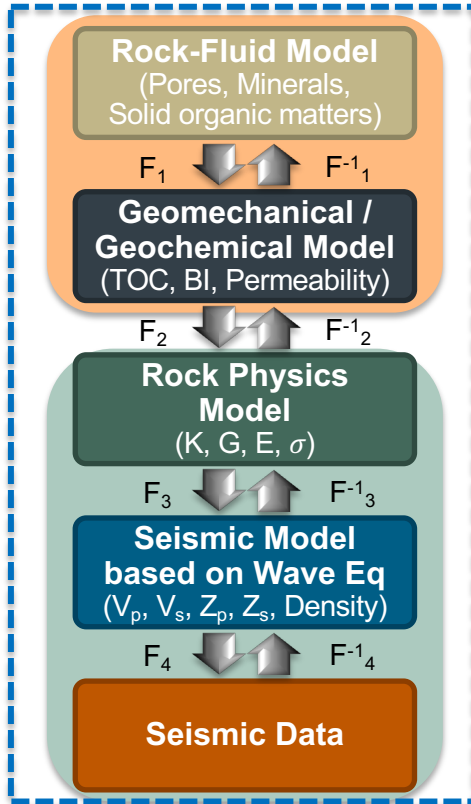 Rock-Fluid Model
(Pores, Minerals,
Solid organic matters)
F₁ F⁻¹₁
Geomechanical /
Geochemical Model
(TOC, BI, Permeability)
F₂ F⁻¹₂
Rock Physics
Model
(K, G, E, σ)
F₃ F⁻¹₃
Seismic Model
based on Wave Eq
(Vₚ, Vₛ, Zₚ, Zₛ, Density)
F₄ F⁻¹₄
Seismic Data